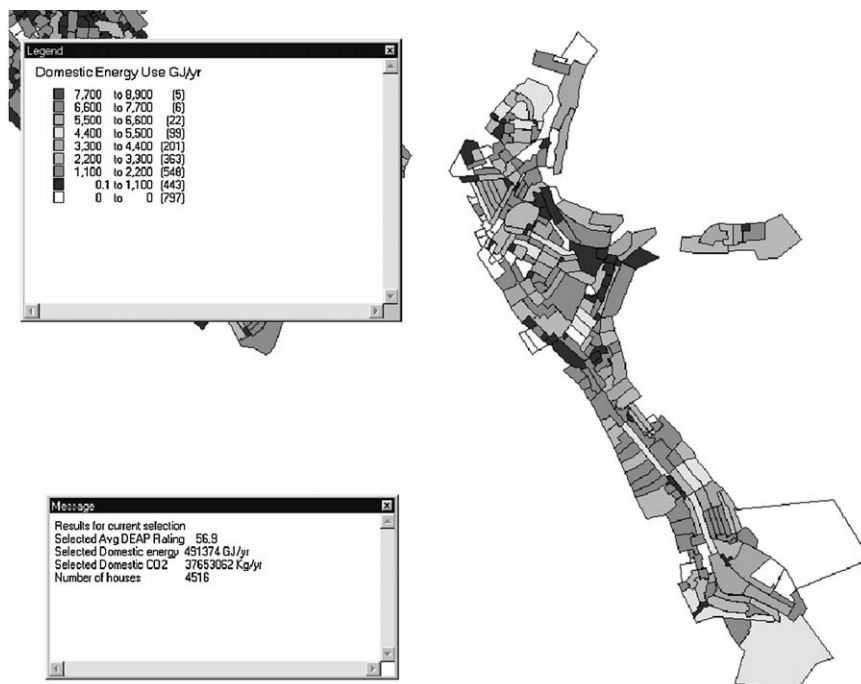 Legend
Domestic Energy Use GJ/yr
7,700 to 8,900 (5)
6,600 to 7,700 (6)
5,500 to 6,600 (22)
4,400 to 5,500 (99)
3,300 to 4,400 (201)
2,200 to 3,300 (363)
1,100 to 2,200 (548)
0.1 to 1,100 (443)
0 to 0 (797)
Message
Results for current selection
Selected Avg DEAP Rating 56.9
Selected Domestic energy 491374 GJ/yr
Selected Domestic CO2 37653062 Kg/yr
Number of houses 4516